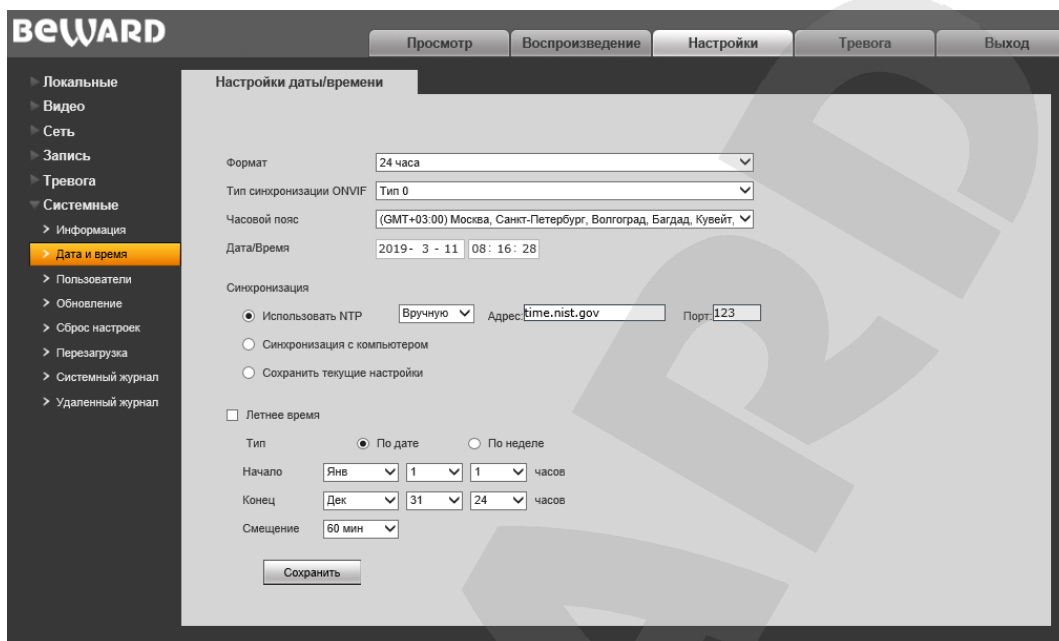 BEWARD
Просмотр Воспроизведение Настройки Тревога Выход
Локальные
Видео
Сеть
Запись
Тревога
Системные
Информация
Дата и время
Пользователи
Обновление
Сброс настроек
Перезагрузка
Системный журнал
Удаленный журнал
Настройки даты/времени
Формат 24 часа
Тип синхронизации ONVIF Тип 0
Часовой пояс (GMT+03:00) Москва, Санкт-Петербург, Волгоград, Багдад, Кувейт,
Дата/Время 2019- 3 - 11 08: 16: 28
Синхронизация
Использовать NTP Вручную Адрес: time.nist.gov Порт: 123
Синхронизация с компьютером
Сохранить текущие настройки
Летнее время
Тип По дате По неделе
Начало Янв 1 1 часов
Конец Дек 31 24 часов
Смещение 60 мин
Сохранить